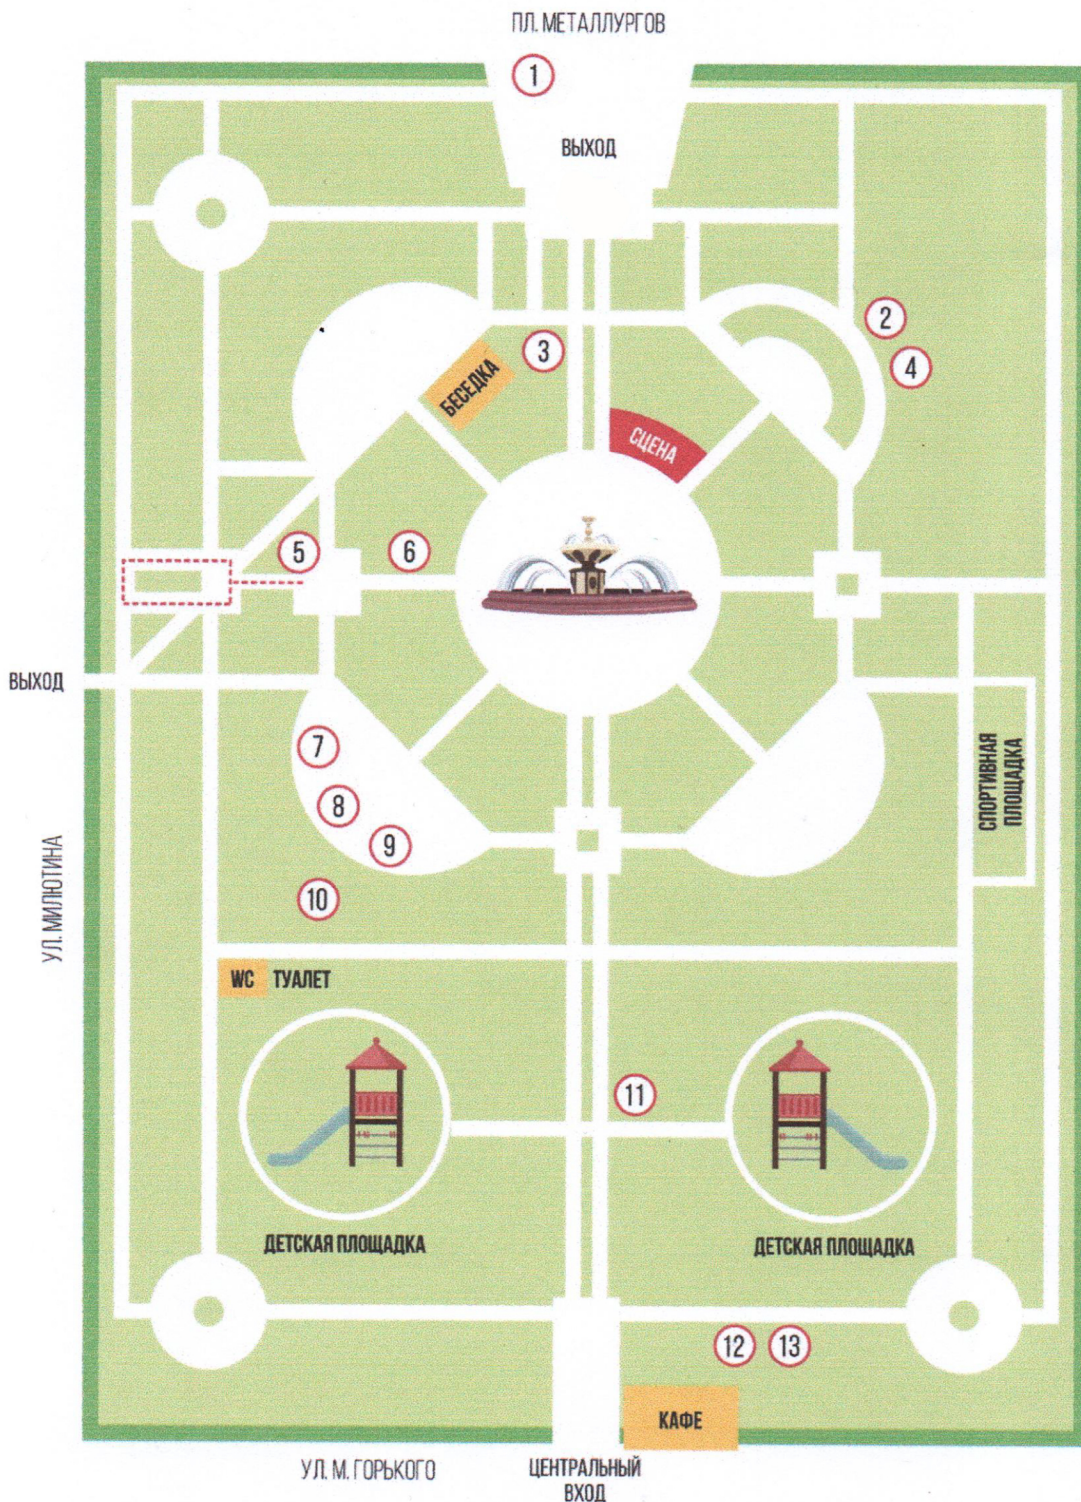 ПЛ. МЕТАЛЛУРГОВ
1
ВЫХОД
2
3
4
БЕСЕДКА
СЦЕНА
5
6
ВЫХОД
7
8
9
10
СПОРТИВНАЯ
ПЛОЩАДКА
УЛ. МИЛЮТИНА
WC ТУАЛЕТ
11
ДЕТСКАЯ ПЛОЩАДКА
ДЕТСКАЯ ПЛОЩАДКА
12
13
КАФЕ
УЛ. М. ГОРЬКОГО
ЦЕНТРАЛЬНЫЙ
ВХОД